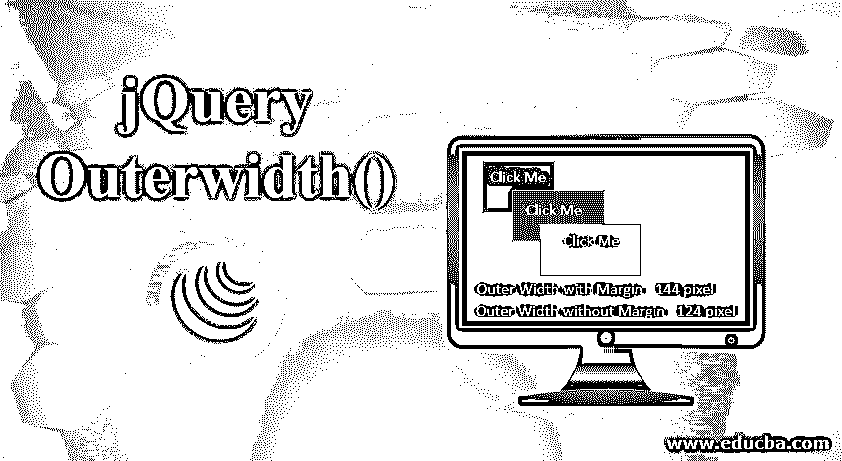 jQuery
Outerwidth()
Click Me
Click Me
Click Me
Outer Width with Margin 144 pixel
Outer Width without Margin 124 pixel
www.educba.com